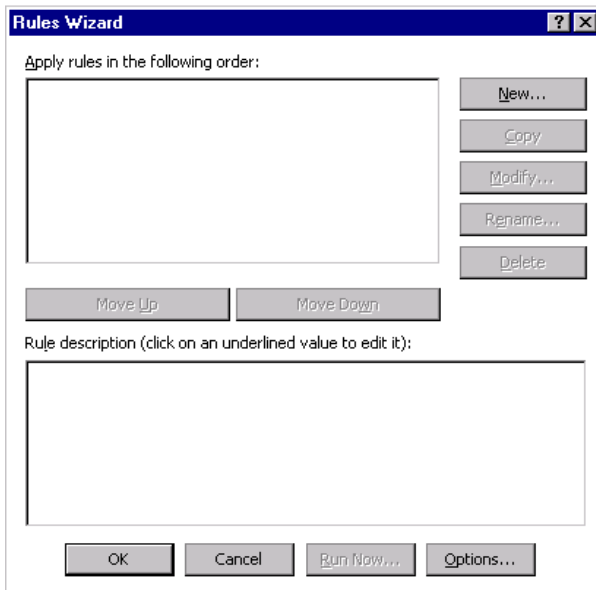 Rules Wizard
Apply rules in the following order:
New...
Copy
Modify...
Rename...
Delete
Move Up Move Down
Rule description (click on an underlined value to edit it):
OK Cancel Run Now... Options...